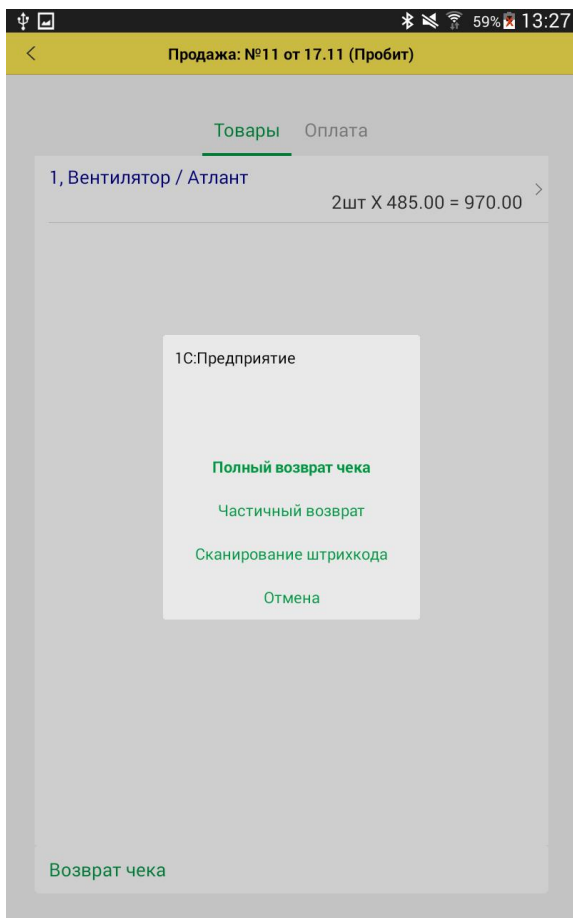 59% 13:27
Продажа: №11 от 17.11 (Пробит)
Товары Оплата
1, Вентилятор / Атлант
2шт X 485.00 = 970.00
1С:Предприятие
Полный возврат чека
Частичный возврат
Сканирование штрихкода
Отмена
Возврат чека